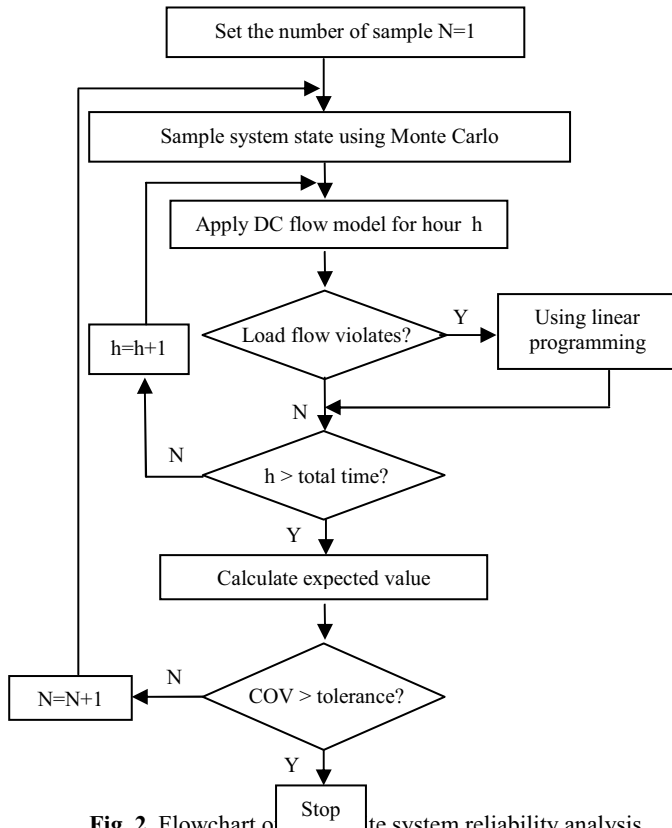 Set the number of sample N=1
Sample system state using Monte Carlo
Apply DC flow model for hour h
Load flow violates?
Y
Using linear
programming
h=h+1
N
N
h > total time?
Y
Calculate expected value
N
COV > tolerance?
N=N+1
Y
Stop
Fig. 2. Flowchart o te system reliability analysis